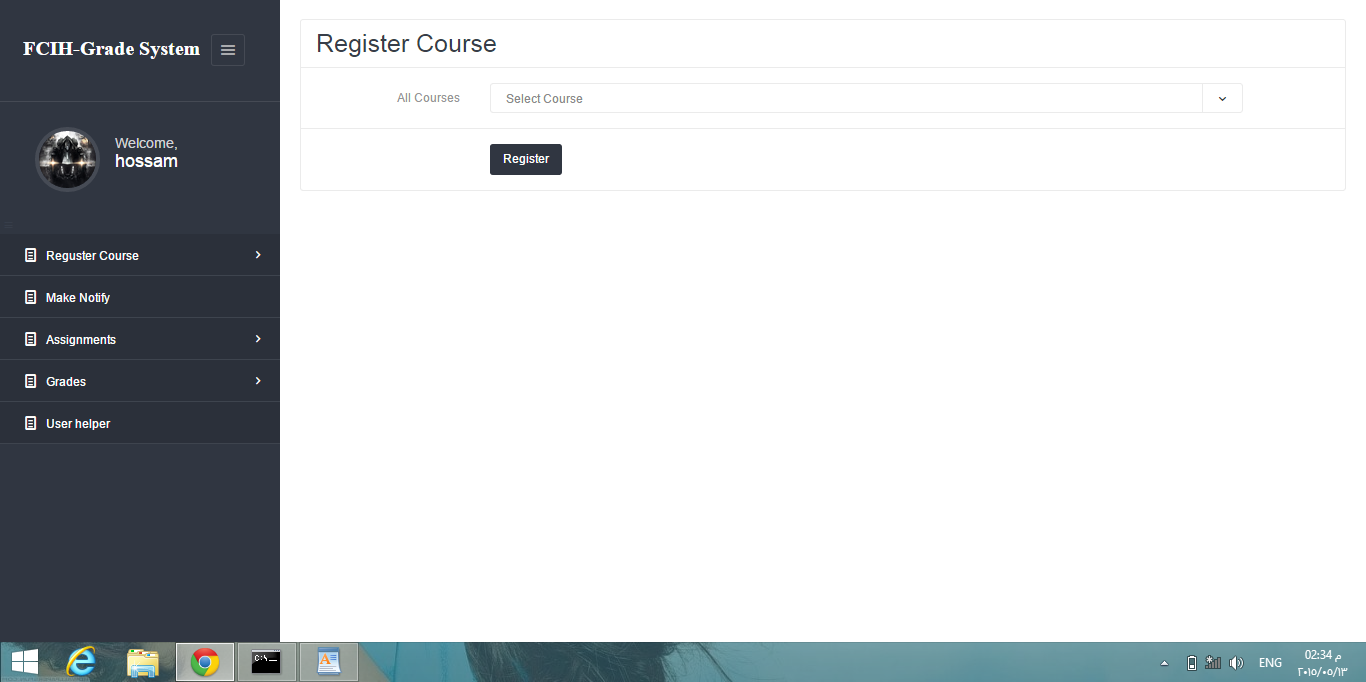 FCIH-Grade System
Welcome,
hossam
Reguster Course
Make Notify
Assignments
Grades
User helper
Register Course
All Courses
Select Course
Register
C:\_
A
ENG
02:34 م
٢٠١٥/٠٥/١٣